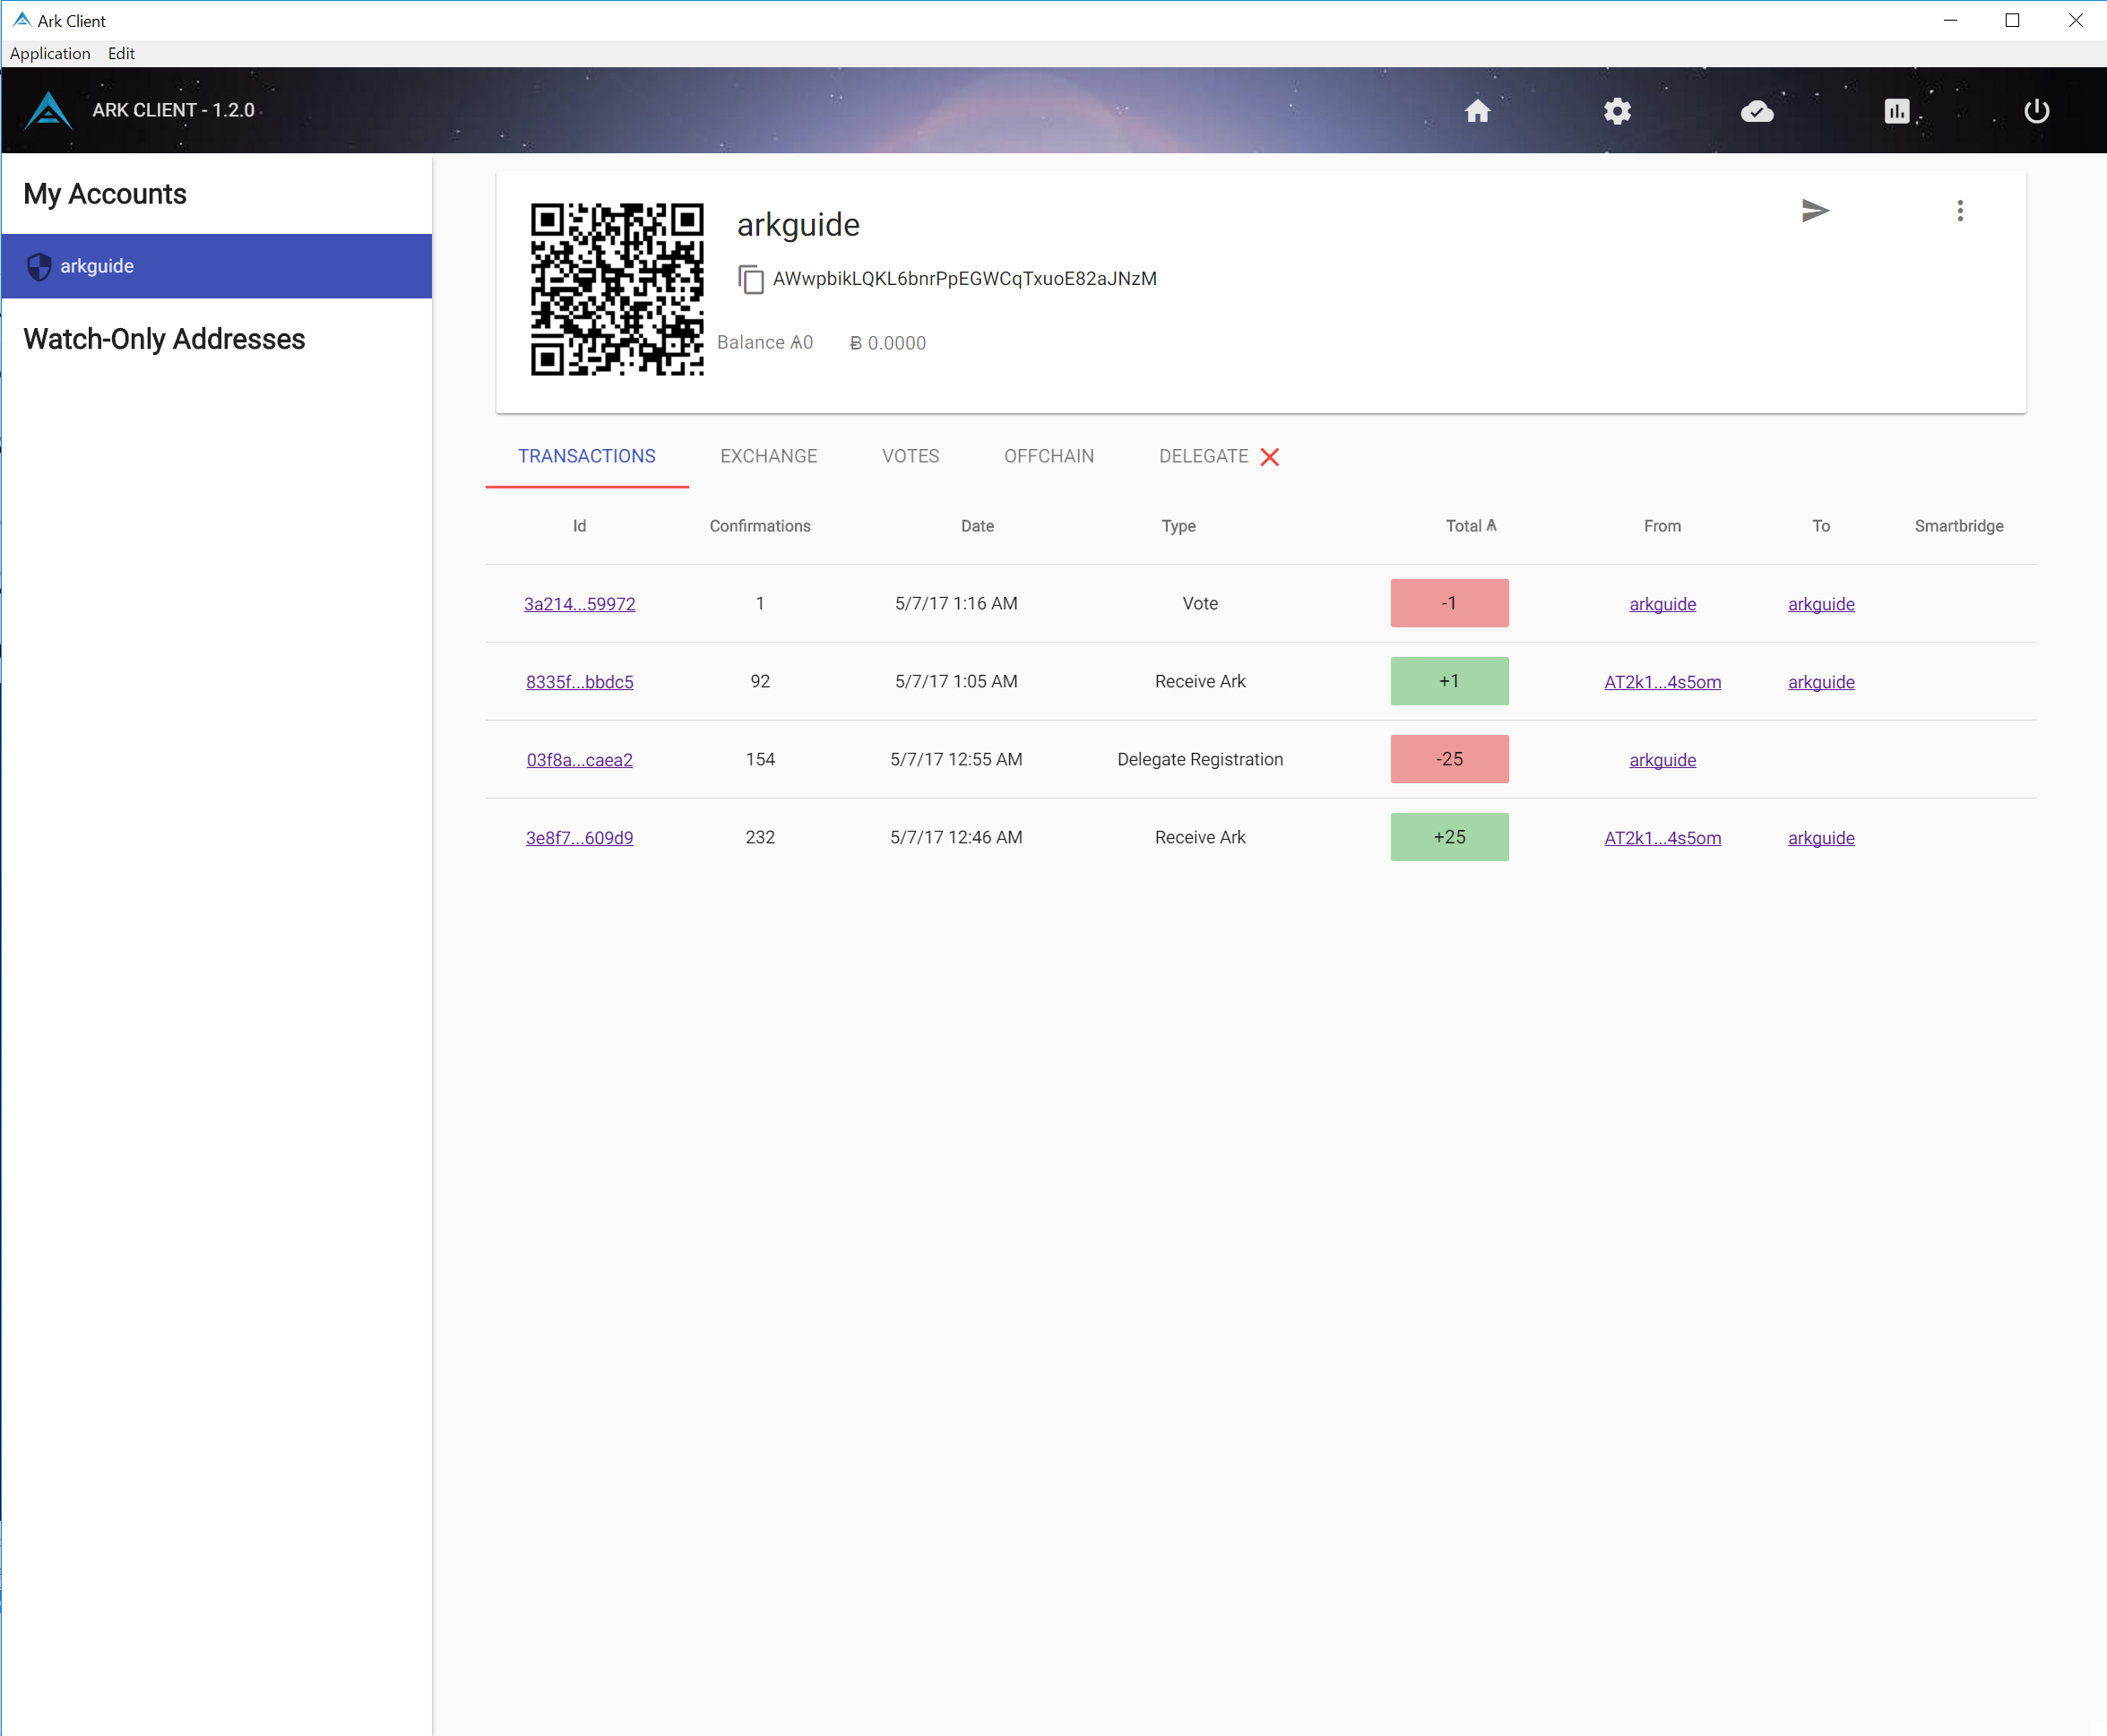 Ark Client
Application Edit
ARK CLIENT - 1.2.0
My Accounts
arkguide
Watch-Only Addresses
arkguide
AWwpbikLQKL6bnrPpEGWCqTxuoE82aJNzM
Balance Ѧ0 Ƀ 0.0000
TRANSACTIONS EXCHANGE VOTES OFFCHAIN DELEGATE
Id Confirmations Date Type Total Ѧ From To Smartbridge
3a214...59972 1 5/7/17 1:16 AM Vote -1 arkguide arkguide
8335f...bbdc5 92 5/7/17 1:05 AM Receive Ark +1 AT2k1...4s5om arkguide
03f8a...caea2 154 5/7/17 12:55 AM Delegate Registration -25 arkguide
3e8f7...609d9 232 5/7/17 12:46 AM Receive Ark +25 AT2k1...4s5om arkguide